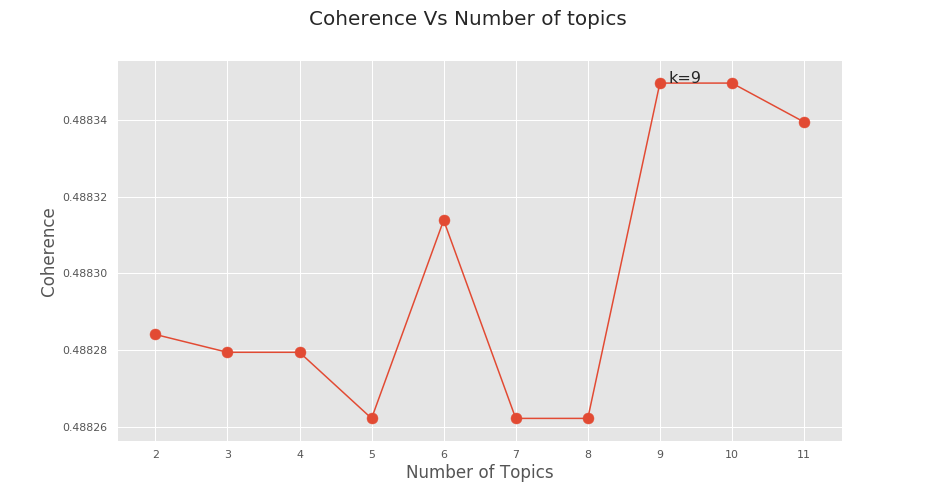 Coherence Vs Number of topics
k=9
0.48834
0.48832
0.48830
0.48828
0.48826
Coherence
2 3 4 5 6 7 8 9 10 11
Number of Topics